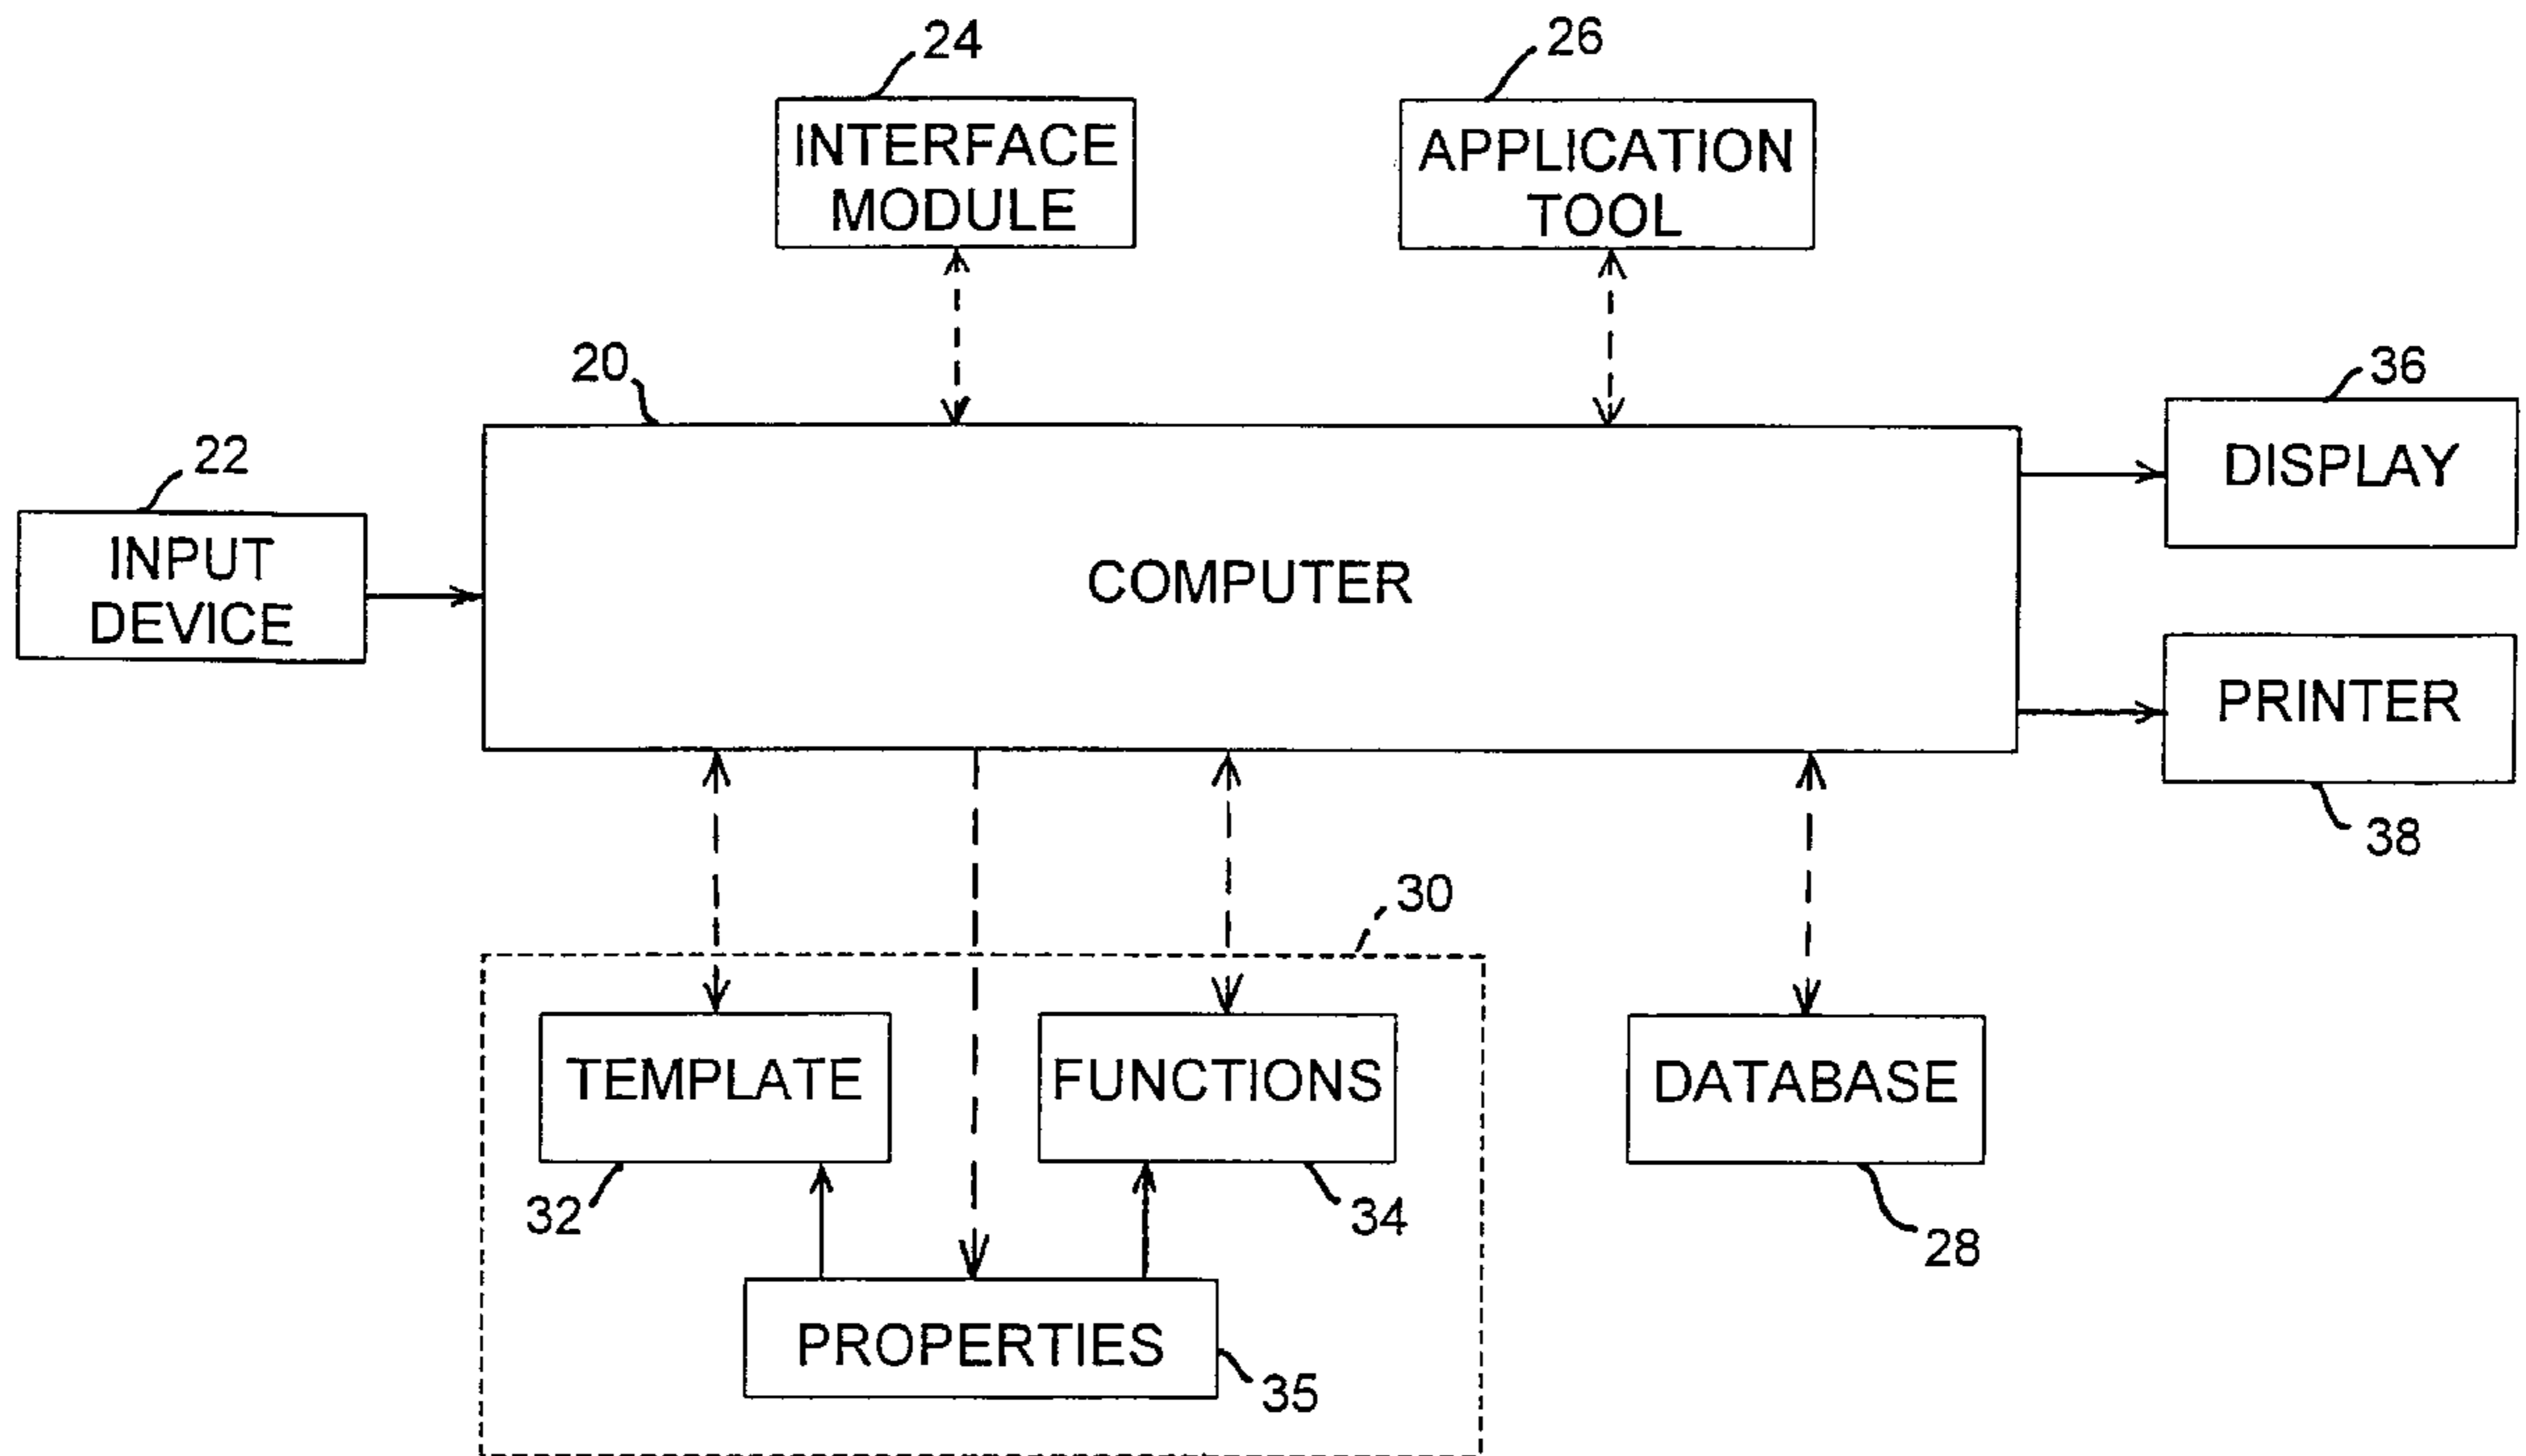 24
26
INTERFACE
MODULE
APPLICATION
TOOL
20
36
22
DISPLAY
INPUT
DEVICE
COMPUTER
PRINTER
38
30
TEMPLATE
FUNCTIONS
DATABASE
32
34
28
PROPERTIES
35